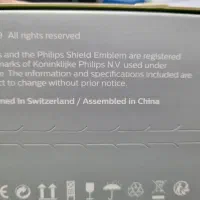 All rights reserved
and the Philips Shield Emblem are registered
marks of Koninklijke Philips N.V. used under
The information and specifications included are
ct to change without prior notice.
ned In Switzerland / Assembled in China